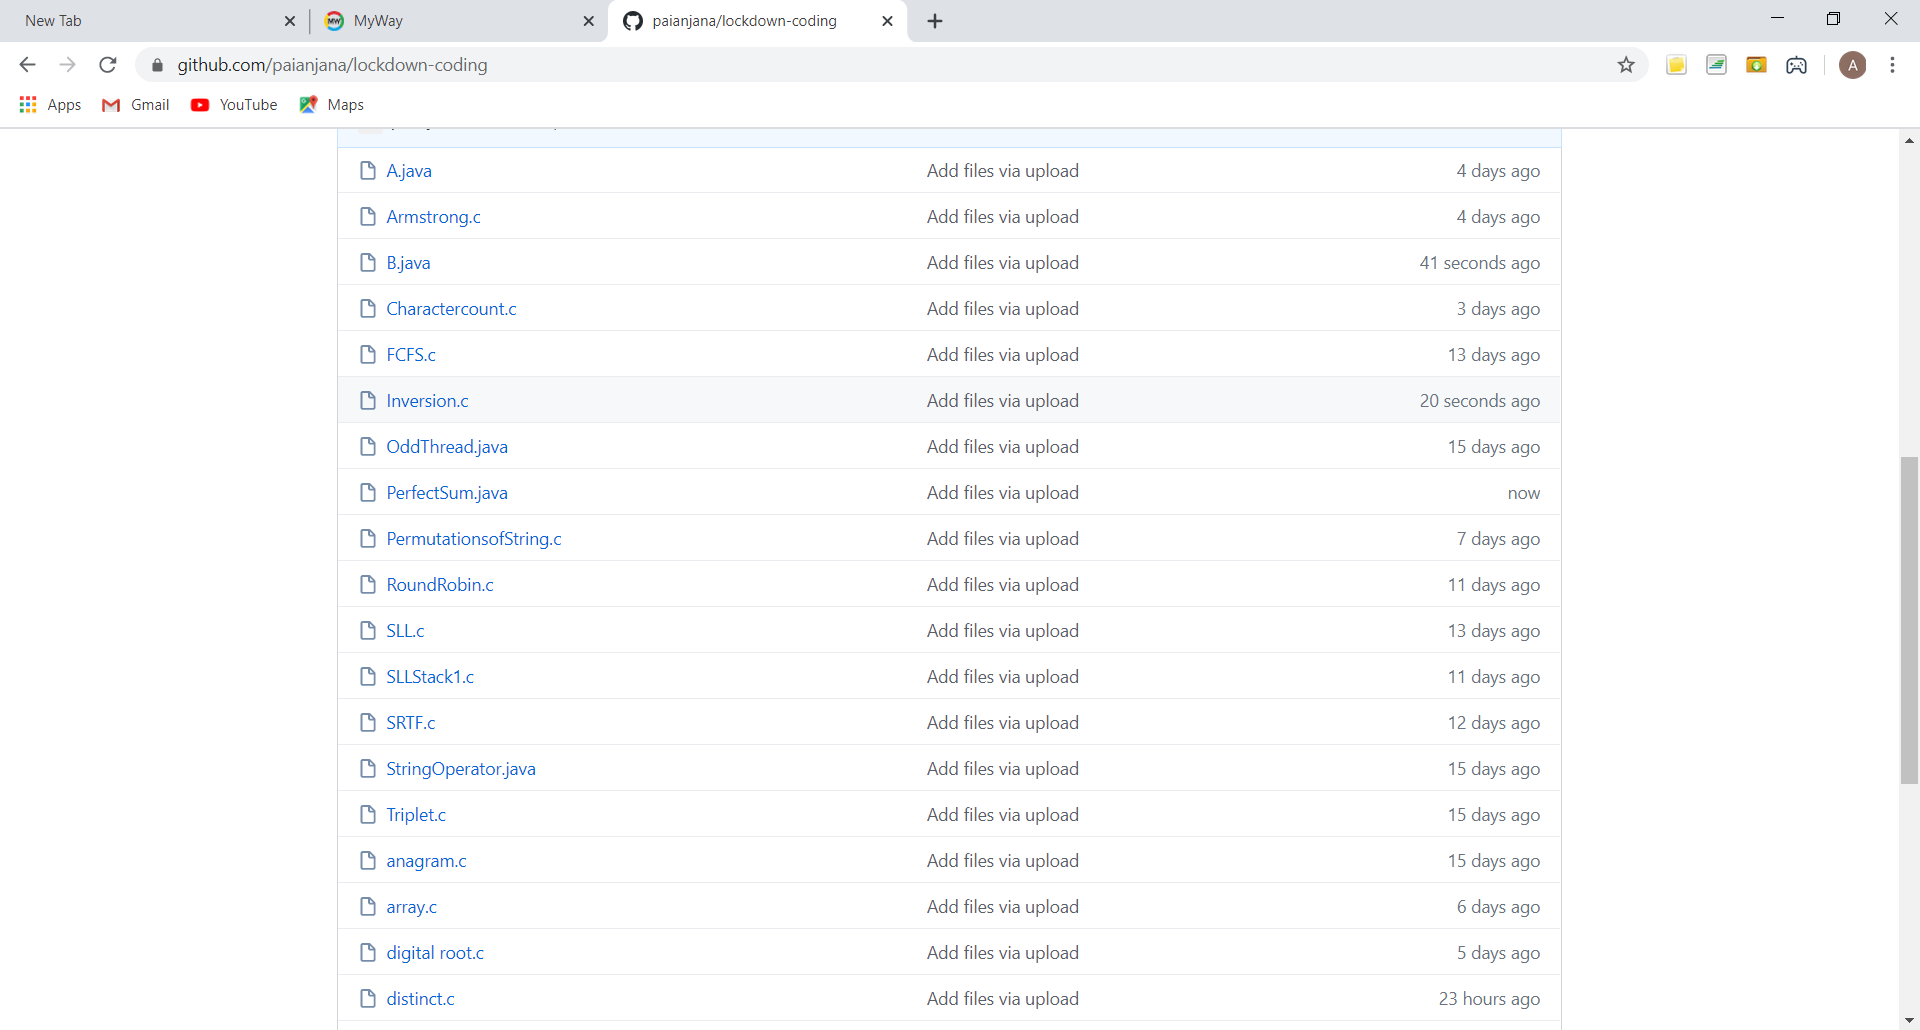 New Tab
MyWay
paianjana/lockdown-coding
github.com/paianjana/lockdown-coding
A
Apps
Gmail
YouTube
Maps
A.java Add files via upload 4 days ago
Armstrong.c Add files via upload 4 days ago
B.java Add files via upload 41 seconds ago
Charactercount.c Add files via upload 3 days ago
FCFS.c Add files via upload 13 days ago
Inversion.c Add files via upload 20 seconds ago
OddThread.java Add files via upload 15 days ago
PerfectSum.java Add files via upload now
PermutationsofString.c Add files via upload 7 days ago
RoundRobin.c Add files via upload 11 days ago
SLL.c Add files via upload 13 days ago
SLLStack1.c Add files via upload 11 days ago
SRTF.c Add files via upload 12 days ago
StringOperator.java Add files via upload 15 days ago
Triplet.c Add files via upload 15 days ago
anagram.c Add files via upload 15 days ago
array.c Add files via upload 6 days ago
digital root.c Add files via upload 5 days ago
distinct.c Add files via upload 23 hours ago